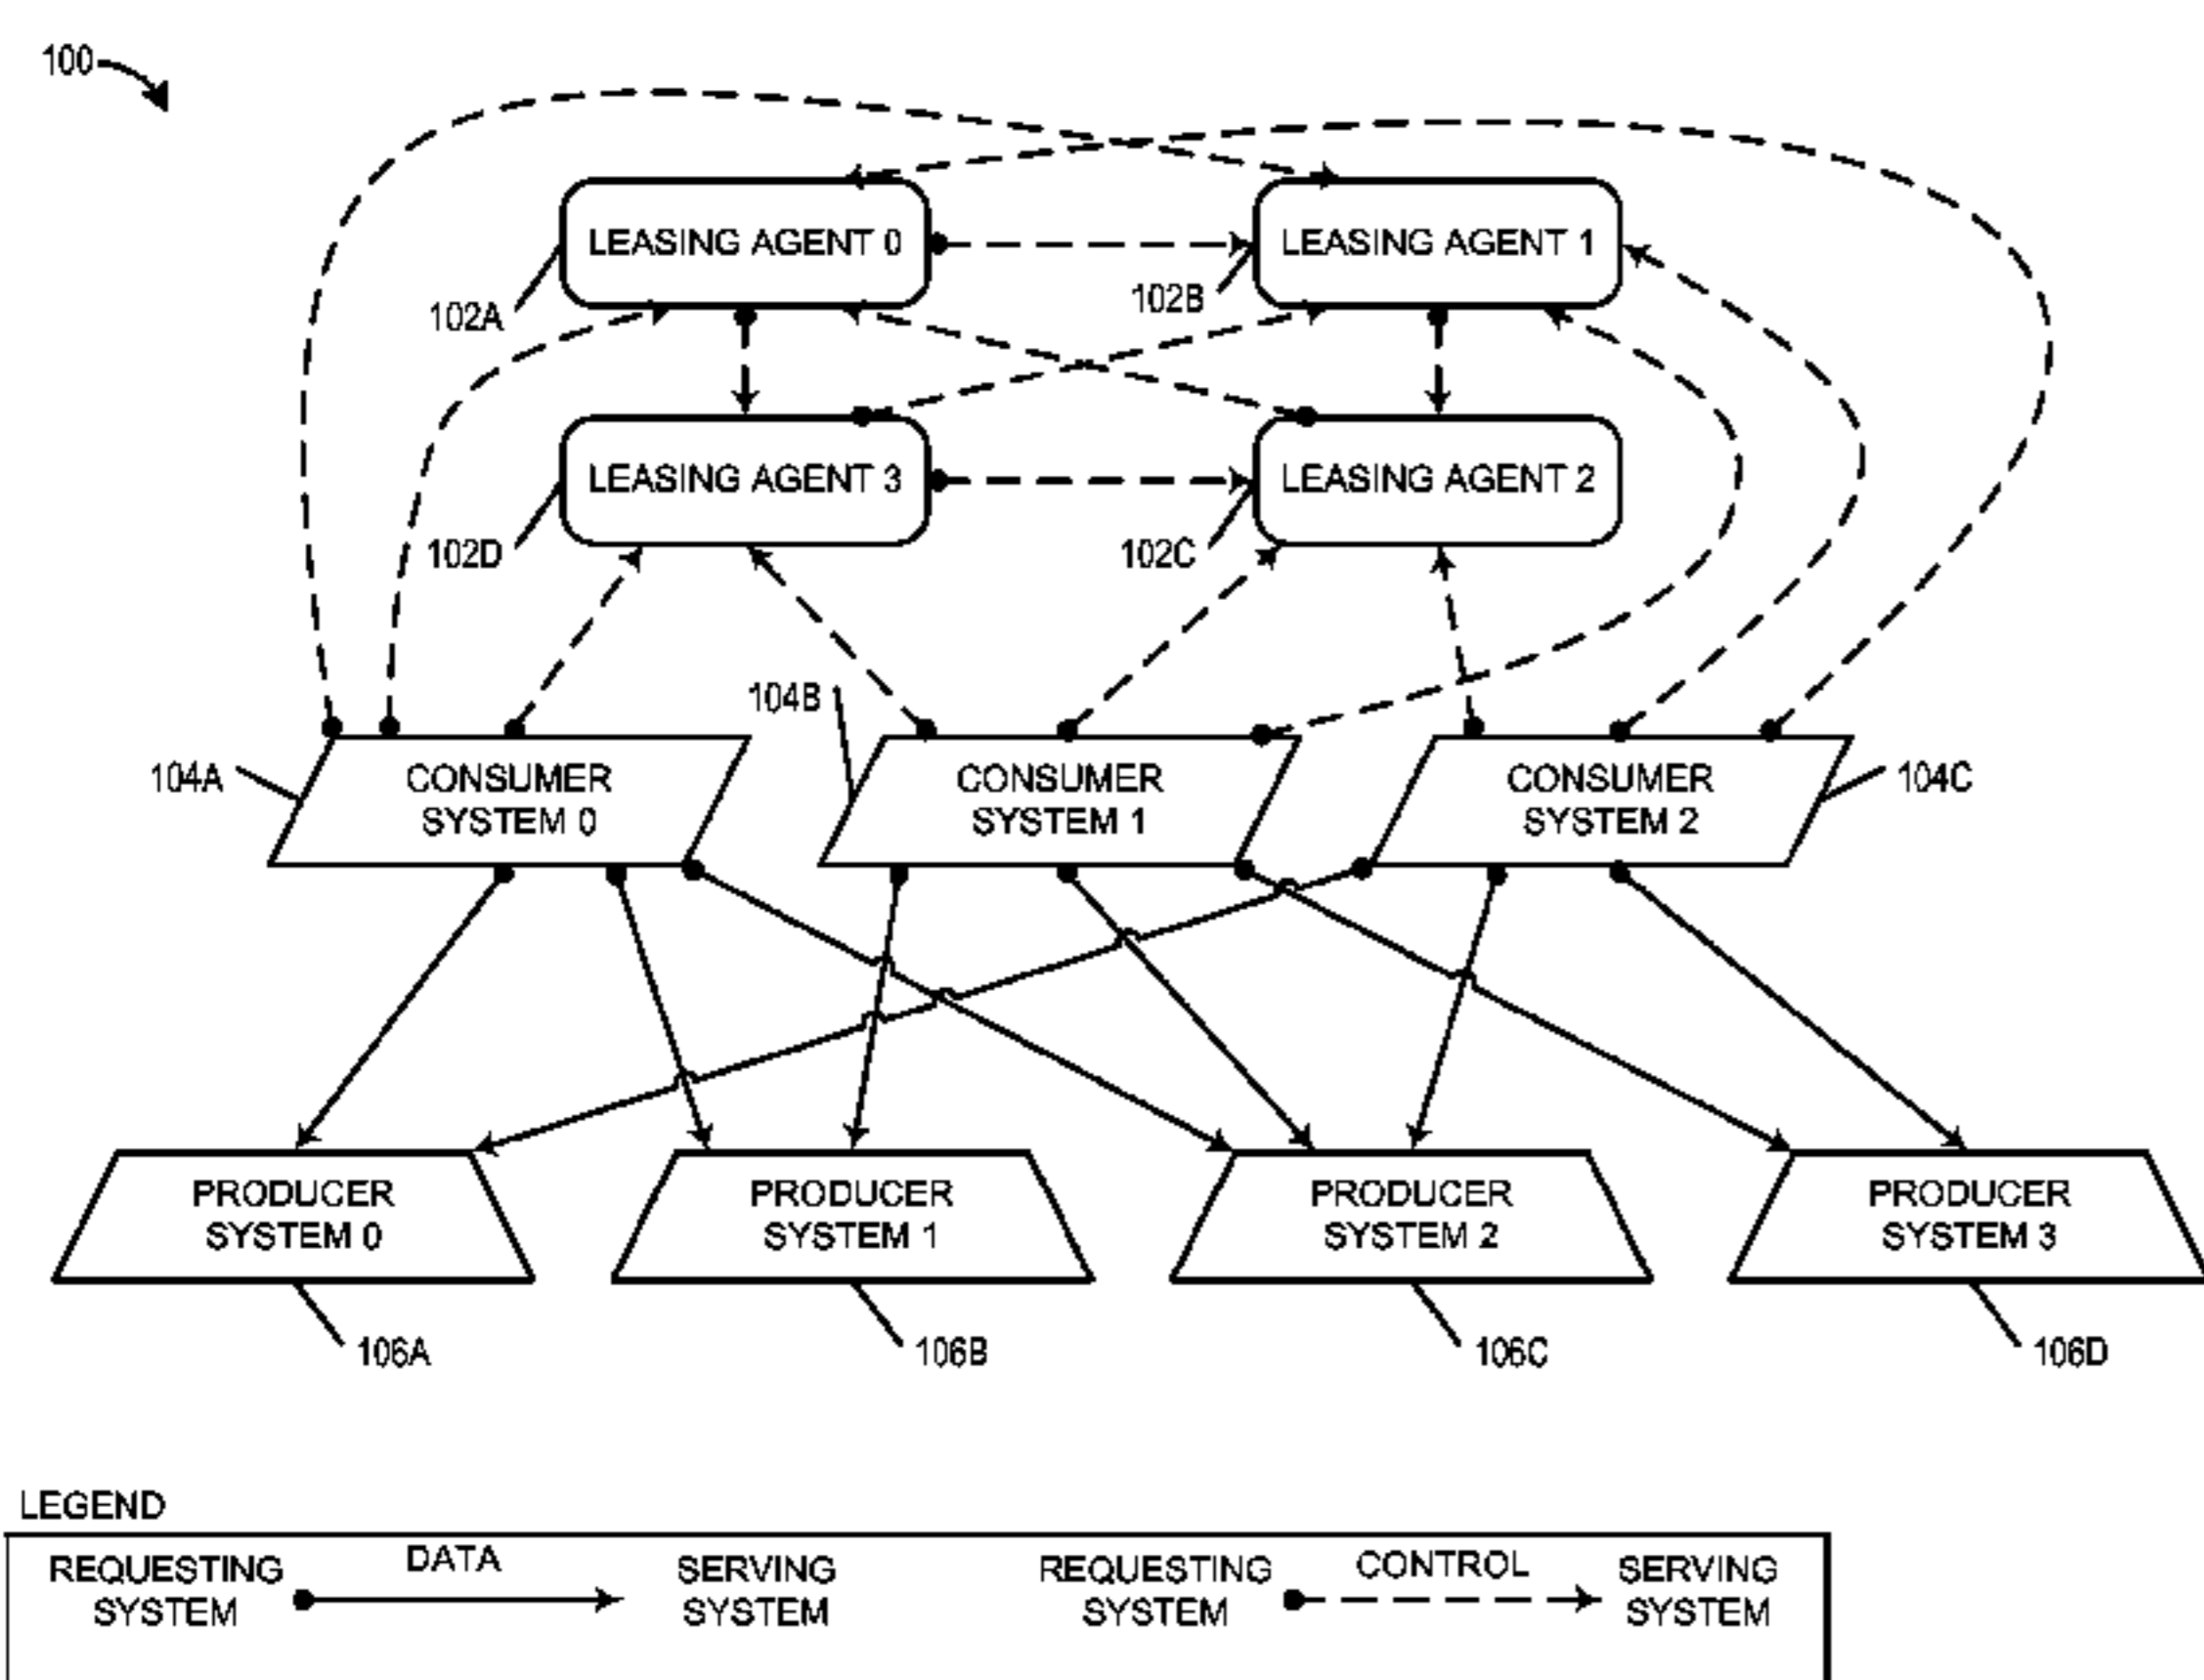 100
LEASING AGENT 0
LEASING AGENT 1
102A
102B
LEASING AGENT 3
LEASING AGENT 2
102D
102C
104B
104A
CONSUMER
SYSTEM 0
CONSUMER
SYSTEM 1
CONSUMER
SYSTEM 2
104C
PRODUCER
SYSTEM 0
PRODUCER
SYSTEM 1
PRODUCER
SYSTEM 2
PRODUCER
SYSTEM 3
106A
106B
106C
106D
LEGEND
REQUESTING
SYSTEM
DATA
SERVING
SYSTEM
REQUESTING
SYSTEM
CONTROL
SERVING
SYSTEM